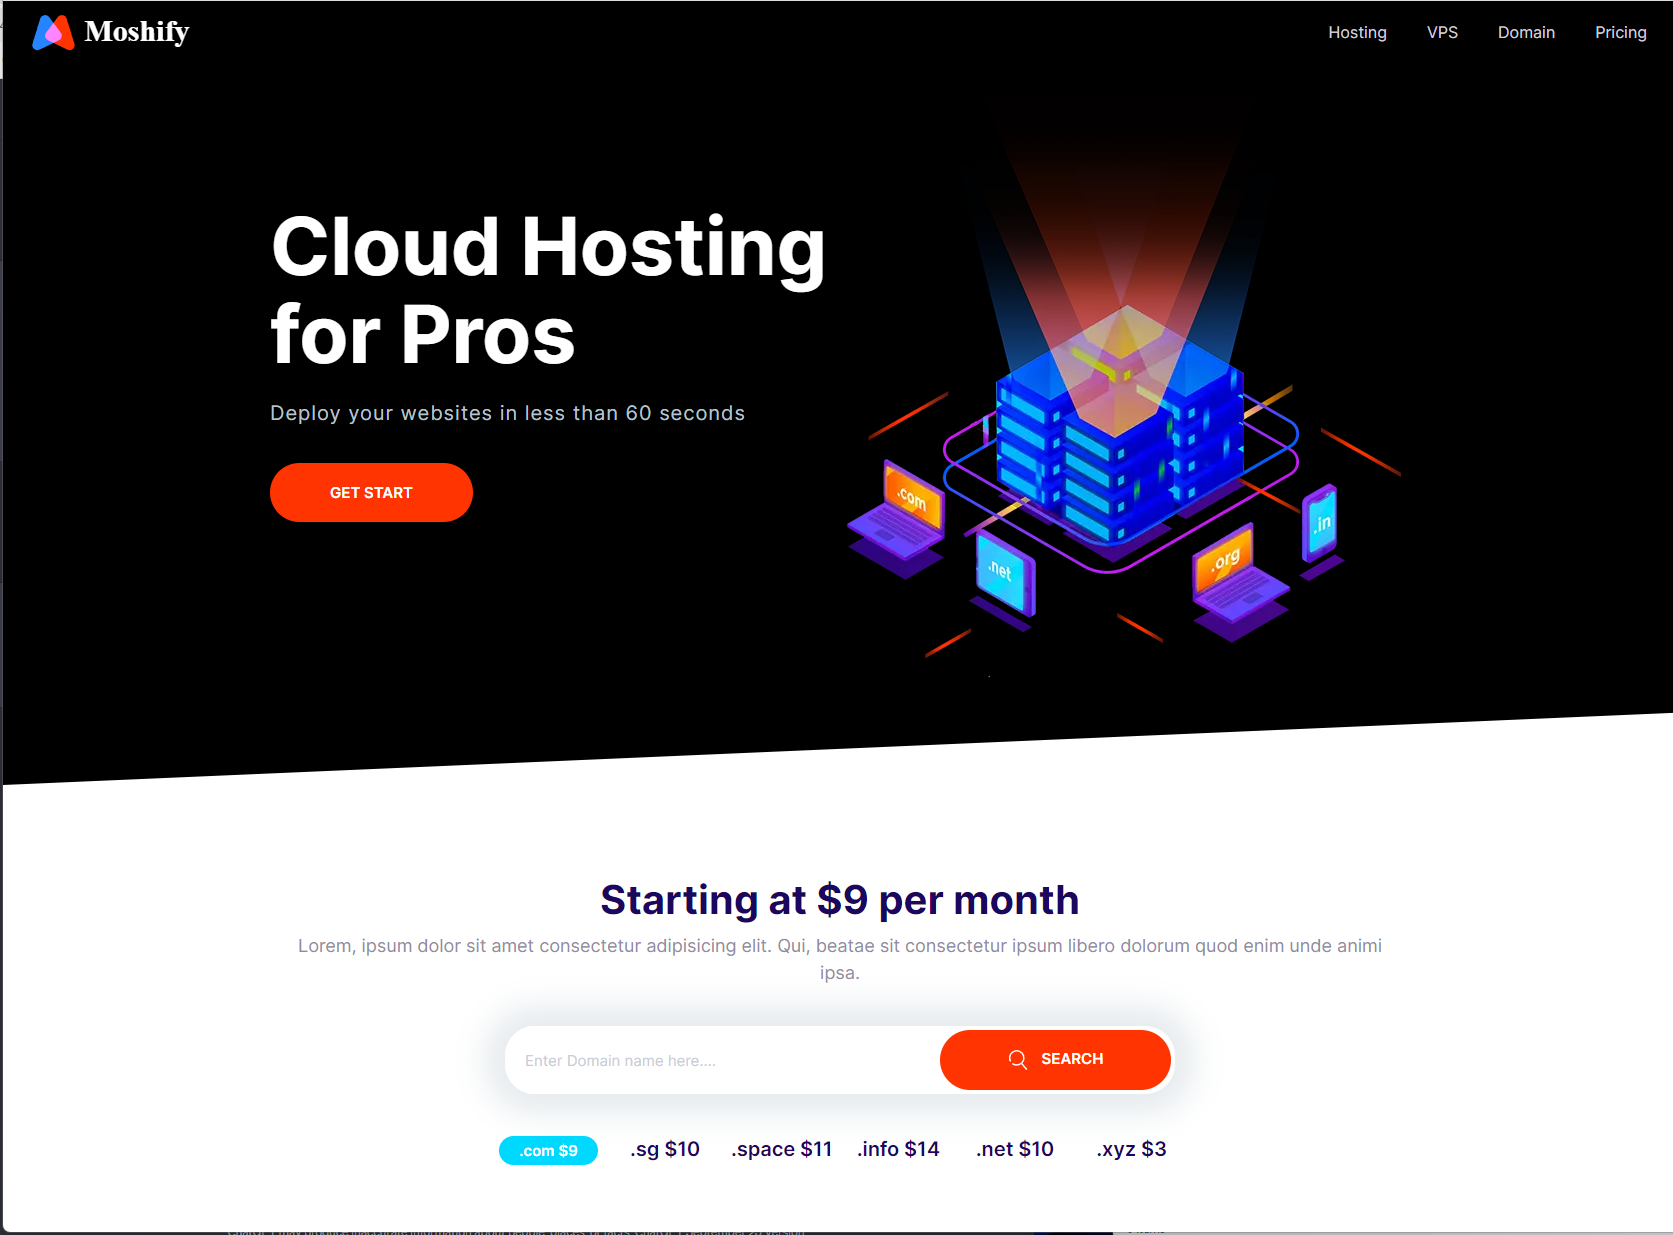 Moshify
Hosting
VPS
Domain
Pricing
Cloud Hosting
for Pros
Deploy your websites in less than 60 seconds
GET START
.com
.net
.org
.in
Starting at $9 per month
Lorem, ipsum dolor sit amet consectetur adipisicing elit. Qui, beatae sit consectetur ipsum libero dolorum quod enim unde animi
ipsa.
Enter Domain name here....
SEARCH
.com $9
.sg $10
.space $11
.info $14
.net $10
.xyz $3